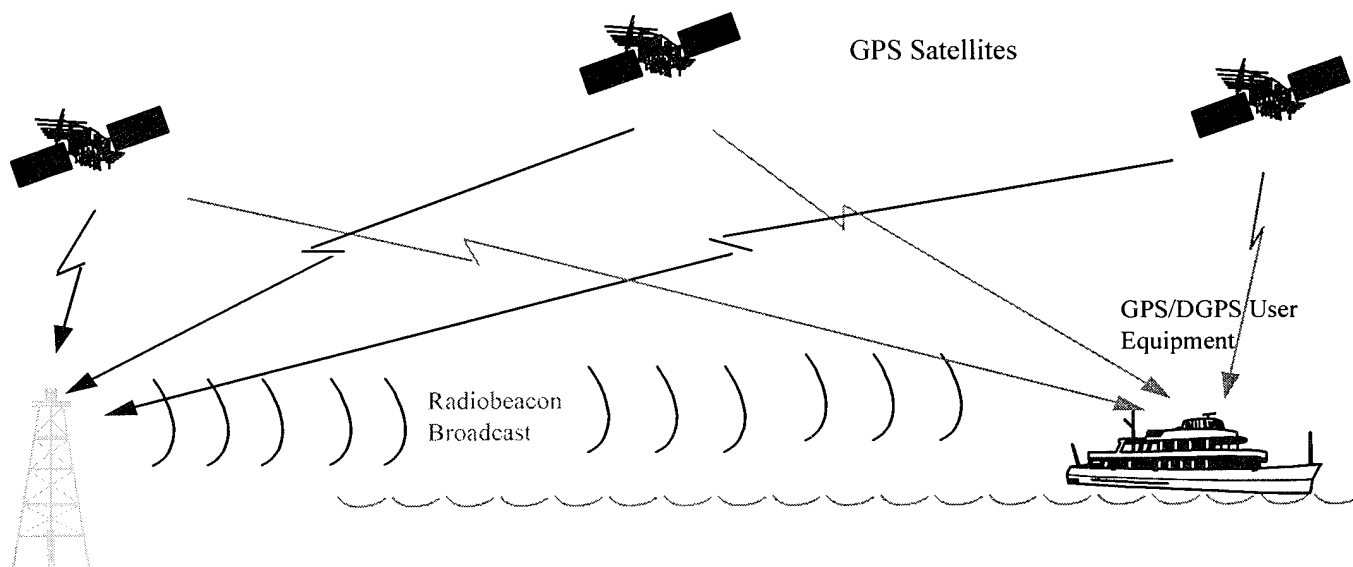 GPS Satellites
GPS/DGPS User
Equipment
Radiobeacon
Broadcast